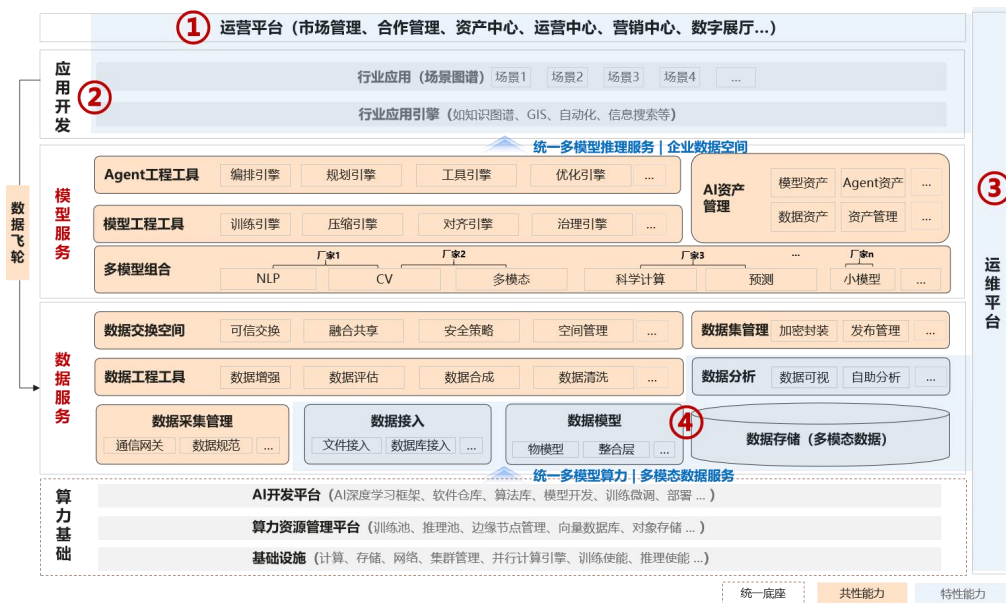 ① 运营平台（市场管理、合作管理、资产中心、运营中心、营销中心、数字展厅...）
应用开发
②
行业应用（场景图谱） 场景1 场景2 场景3 场景4 ...
行业应用引擎（如知识图谱、GIS、自动化、信息搜索等）
统一多模型推理服务 | 企业数据空间
数据飞轮
模型服务
Agent工程工具 编排引擎 规划引擎 工具引擎 优化引擎 ...
模型工程工具 训练引擎 压缩引擎 对齐引擎 治理引擎 ...
AI资产管理 模型资产 Agent资产 ...
数据资产 资产管理 ...
厂家1 厂家2 厂家3 ... 厂家n
多模型组合 NLP CV 多模态 科学计算 预测 小模型 ...
③
运维平台
数据服务
数据交换空间 可信交换 融合共享 安全策略 空间管理 ...
数据集管理 加密封装 发布管理 ...
数据工程工具 数据增强 数据评估 数据合成 数据清洗 ...
数据分析 数据可视 自助分析 ...
数据采集管理
通信网关 数据规范 ...
数据接入
文件接入 数据库接入 ...
数据模型 ④
物模型 整合层 ...
数据存储（多模态数据）
统一多模型算力 | 多模态数据服务
算力基础
AI开发平台（AI深度学习框架、软件仓库、算法库、模型开发、训练微调、部署 ...）
算力资源管理平台（训练池、推理池、边缘节点管理、向量数据库、对象存储 ...）
基础设施（计算、存储、网络、集群管理、并行计算引擎、训练使能、推理使能 ...）
统一底座 共性能力 特性能力